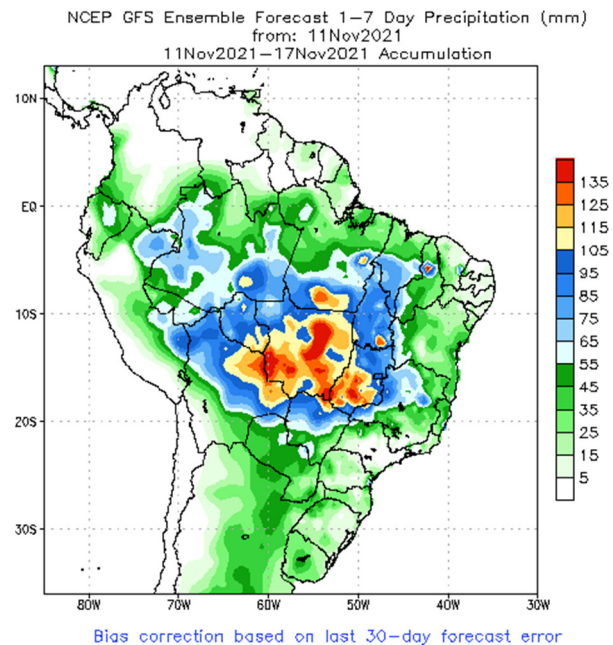 NCEP GFS Ensemble Forecast 1–7 Day Precipitation (mm)
from: 11Nov2021
11Nov2021–17Nov2021 Accumulation
10N
EQ
10S
20S
30S
80W 70W 60W 50W 40W 30W
135
125
115
105
95
85
75
65
55
45
35
25
15
5
Bias correction based on last 30–day forecast error